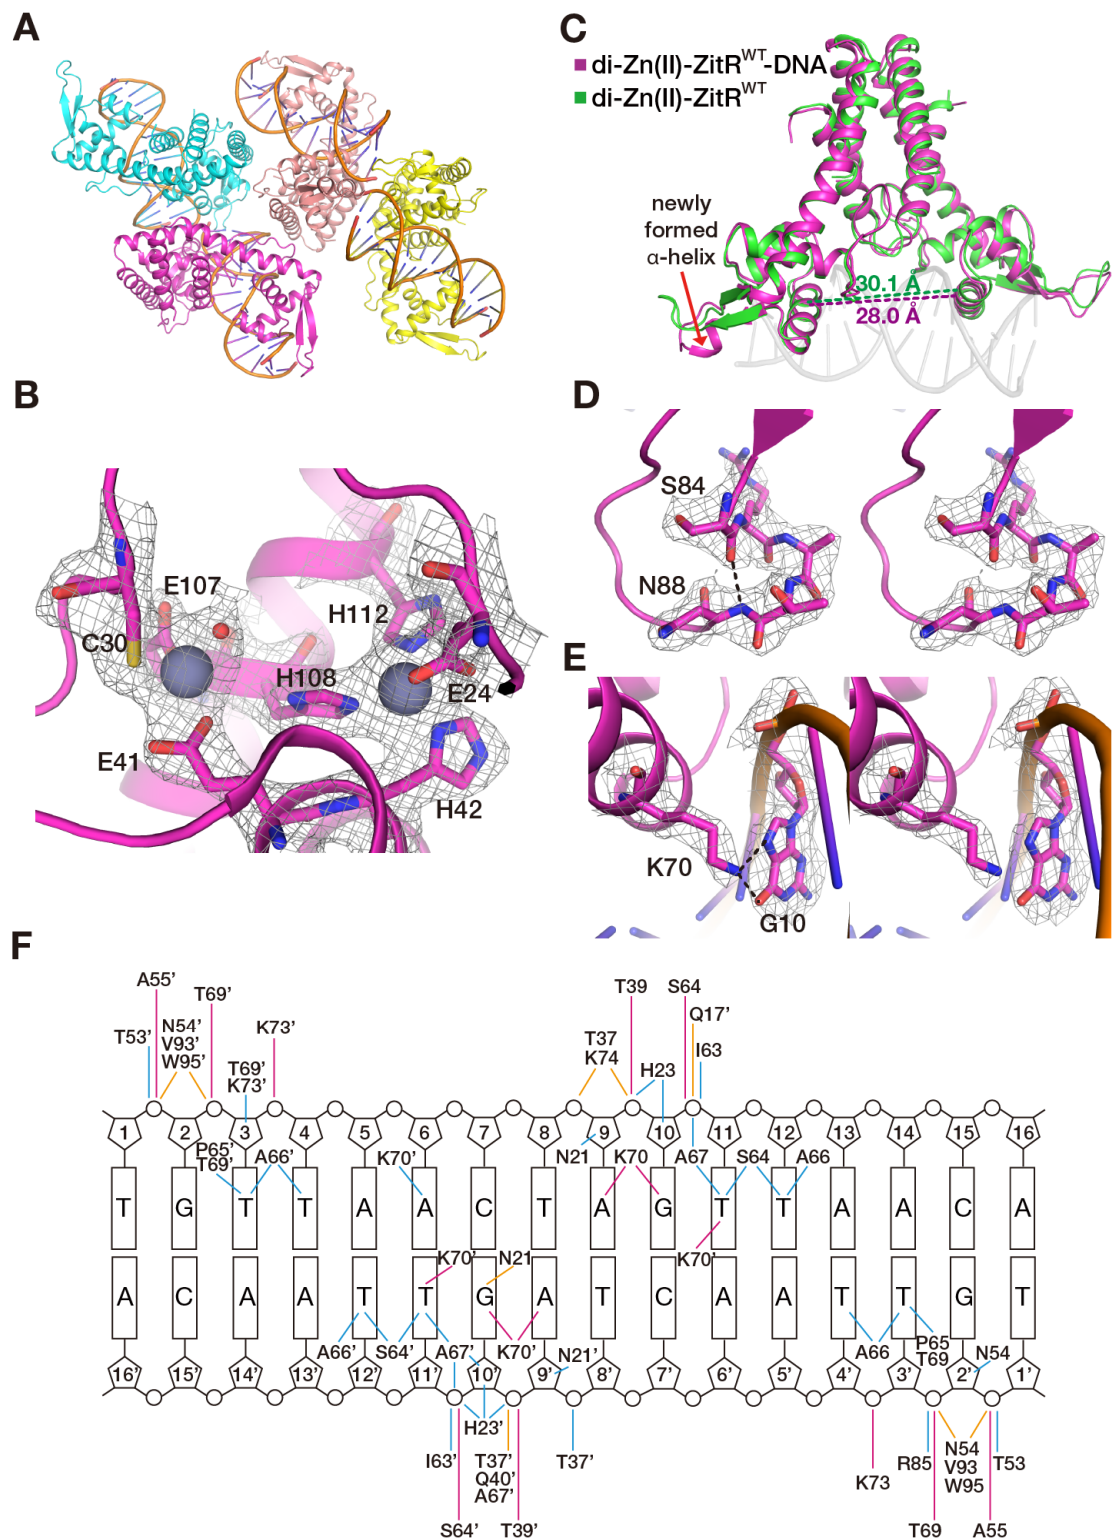 A
B
C
di-Zn(II)-ZitRWT-DNA
di-Zn(II)-ZitRWT
newly
formed
α-helix
30.1 Å
28.0 Å
E107
C30
H112
H108
E24
E41
H42
D
S84
N88
E
K70
G10
F
A55’
T69’
T39
S64
T53’
N54’
V93’
W95’
K73’
T37
K74
Q17’
I63
T69’
K73’
H23
1 2 3 4 5 6 7 8 9 10 11 12 13 14 15 16
P65’
T69’
A66’
K70’
N21
K70
A67
S64
A66
T G T T A A C T A G T T A A C A
K70’
N21
K70’
A C A A T T G A T C A A T T G T
A66’
S64’
A67’
K70’
N21’
A66
P65
T69
N54
16’ 15’ 14’ 13’ 12’ 11’ 10’ 9’ 8’ 7’ 6’ 5’ 4’ 3’ 2’ 1’
H23’
I63’
T37’
Q40’
A67’
T37’
K73
R85
N54
V93
W95
T53
S64’
T39’
T69
A55